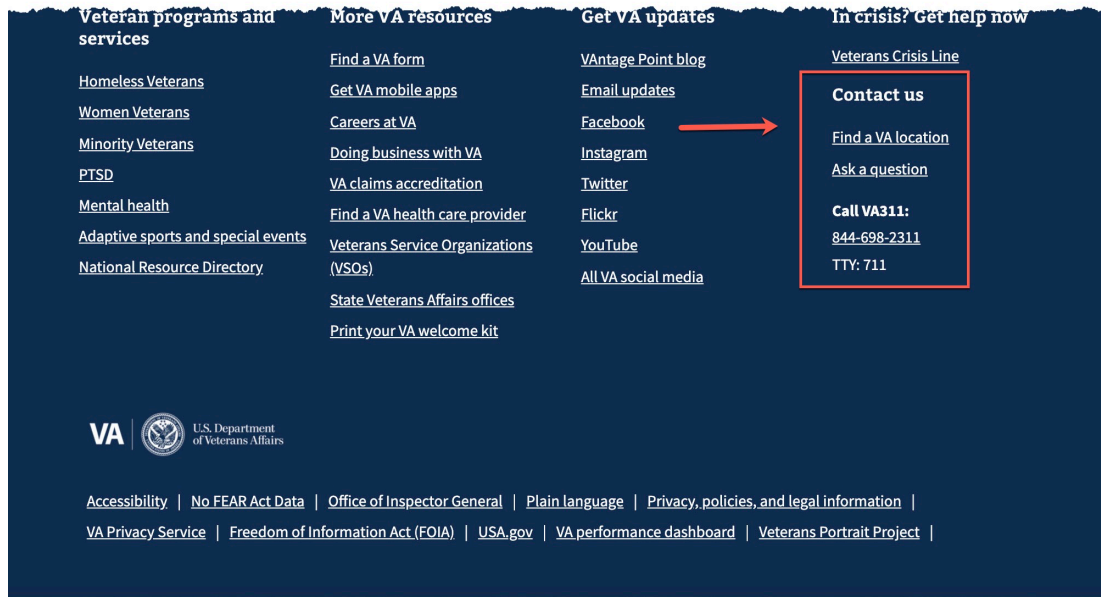 Veteran programs and
services
Homeless Veterans
Women Veterans
Minority Veterans
PTSD
Mental health
Adaptive sports and special events
National Resource Directory
More VA resources
Find a VA form
Get VA mobile apps
Careers at VA
Doing business with VA
VA claims accreditation
Find a VA health care provider
Veterans Service Organizations
(VSOs)
State Veterans Affairs offices
Print your VA welcome kit
Get VA updates
VAntage Point blog
Email updates
Facebook
Instagram
Twitter
Flickr
YouTube
All VA social media
In crisis? Get help now
Veterans Crisis Line
Contact us
Find a VA location
Ask a question
Call VA311:
844-698-2311
TTY: 711
VA
U.S. Department
of Veterans Affairs
Accessibility | No FEAR Act Data | Office of Inspector General | Plain language | Privacy, policies, and legal information |
VA Privacy Service | Freedom of Information Act (FOIA) | USA.gov | VA performance dashboard | Veterans Portrait Project |